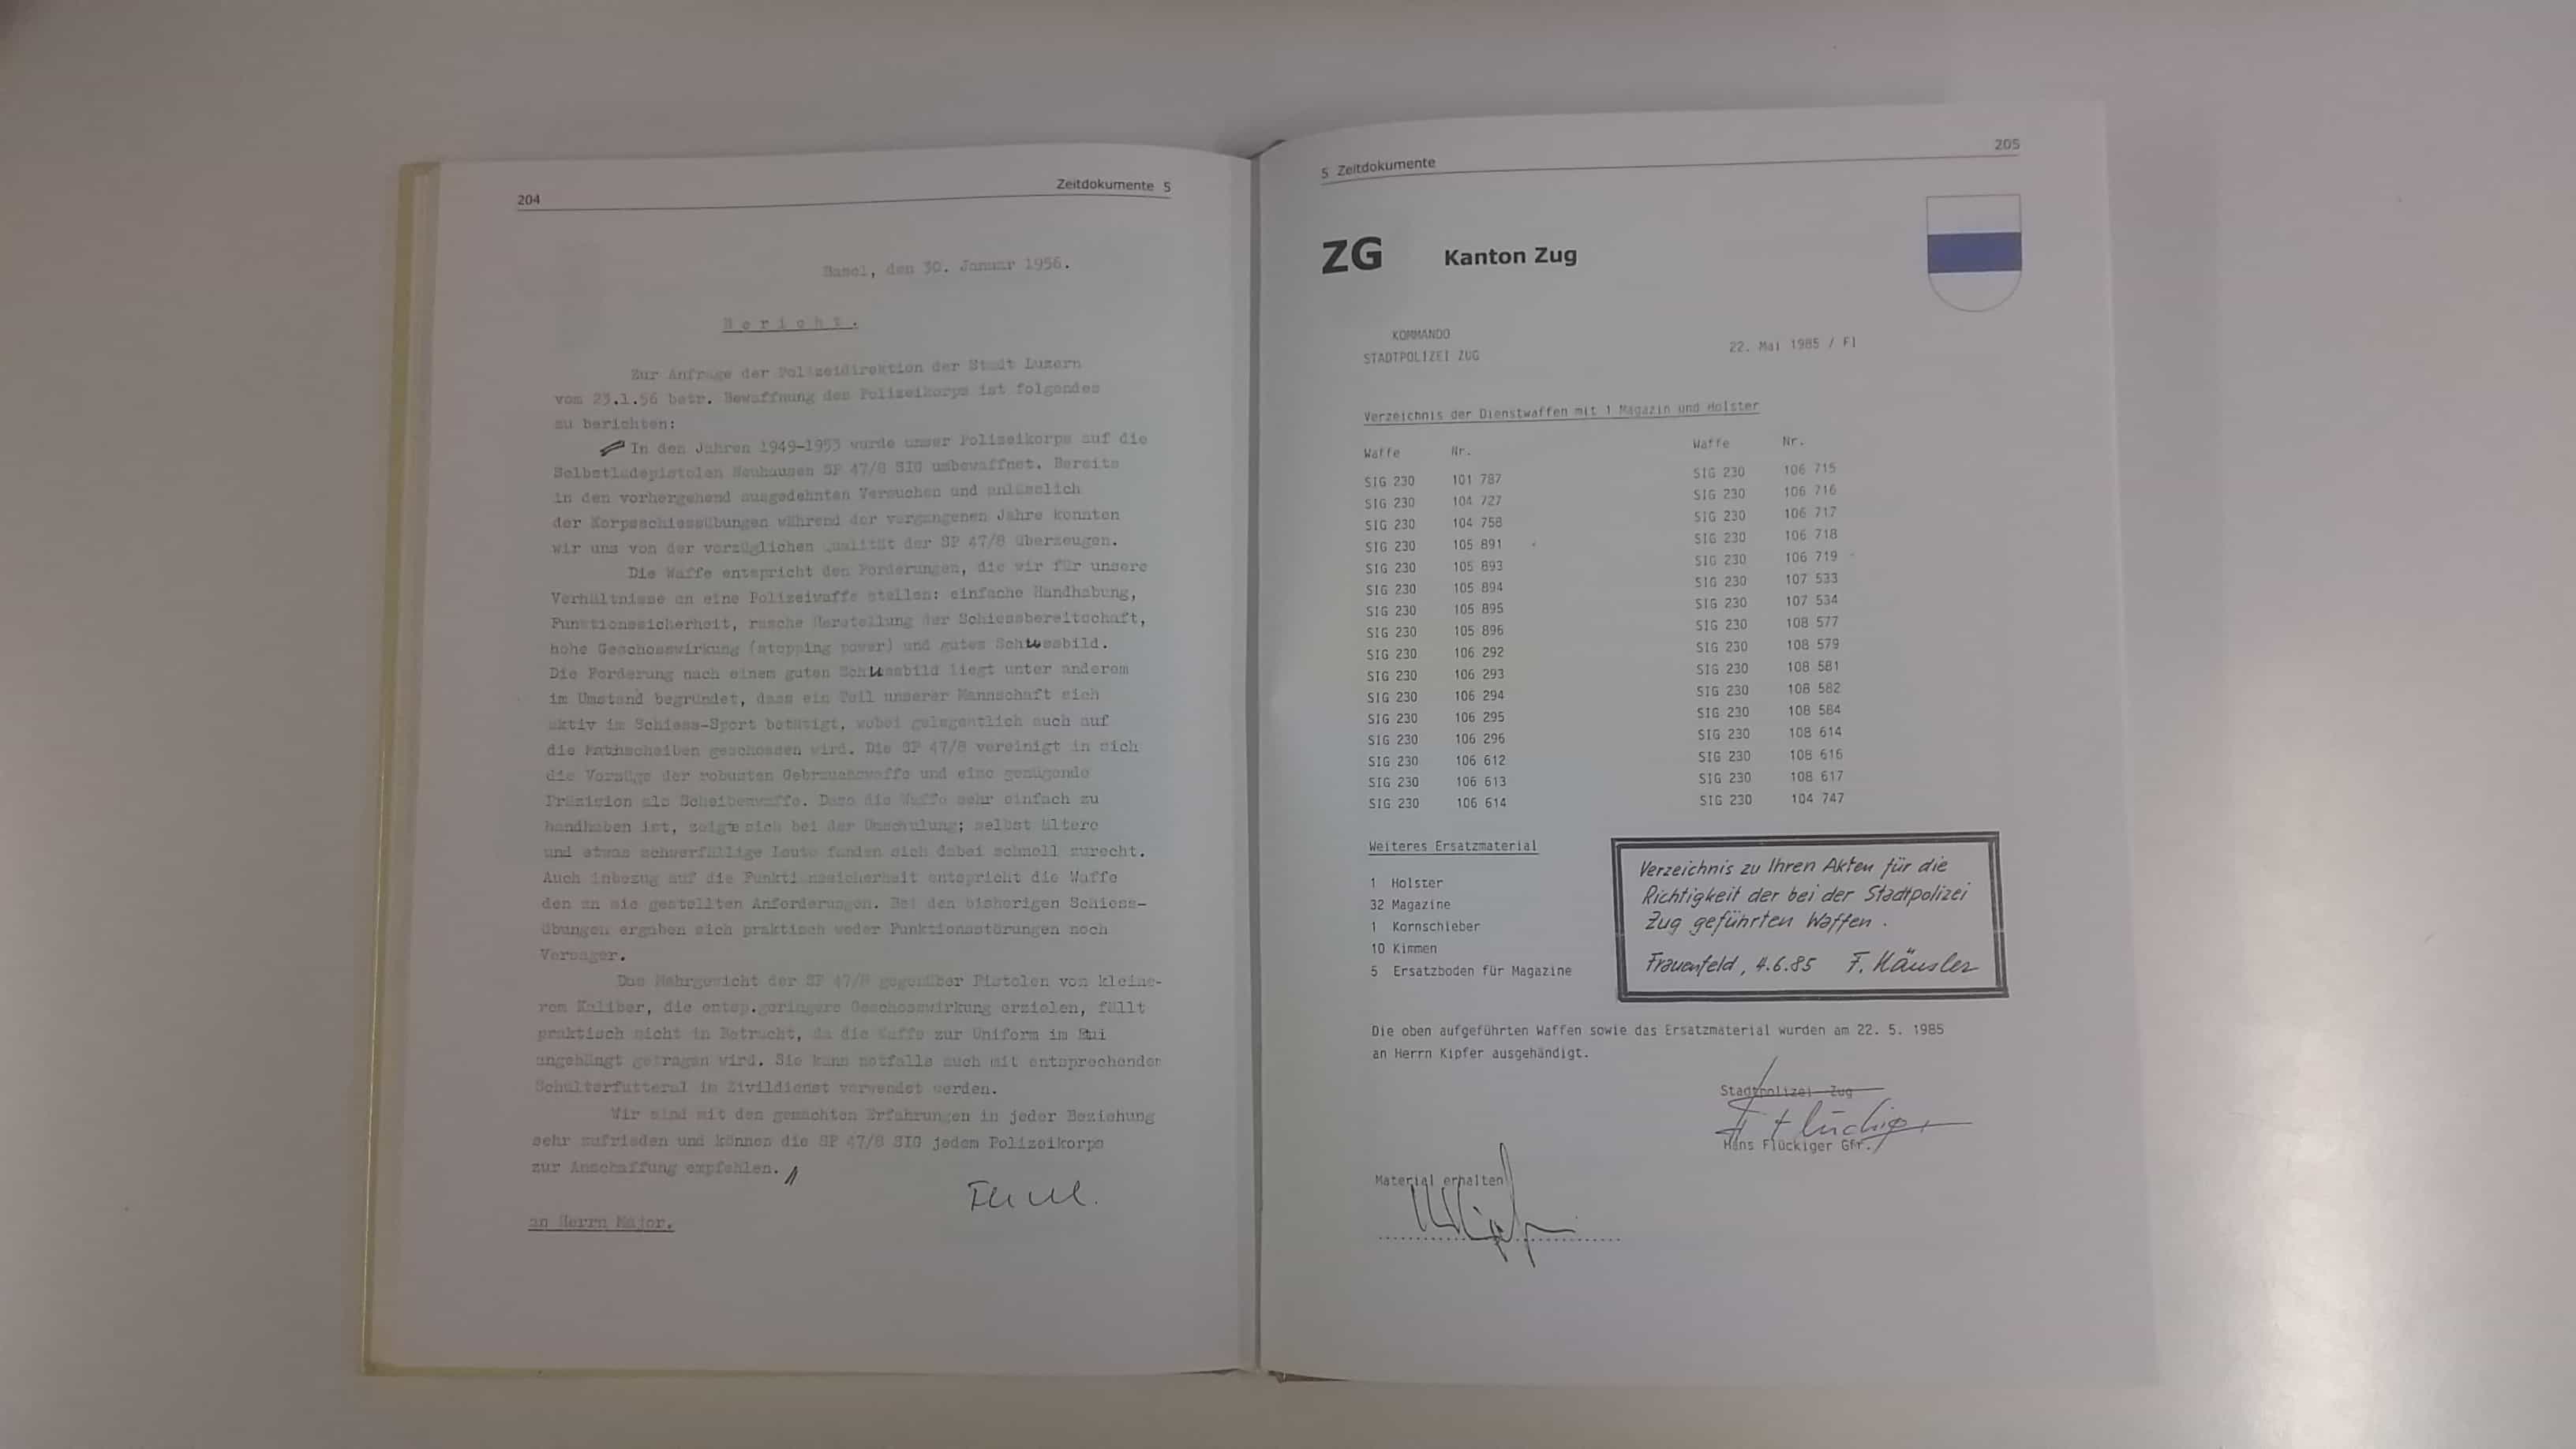 204
Zeitdokumente 5
Basel, den 30. Januar 1956.
Bericht.
Zur Anfrage der Polizeidirektion der Stadt Luzern
vom 23.1.56 betr. Bewaffnung des Polizeikorps ist folgendes
zu berichten:
In den Jahren 1949-1953 wurde unser Polizeikorps auf die
Selbstladepistolen Neuhausen SP 47/8 SIG umbewaffnet. Bereits
in den vorhergehend ausgedehnten Versuchen und anlässlich
der Korpsschiessübungen während der vergangenen Jahre konnten
wir uns von der vorzüglichen Qualität der SP 47/8 überzeugen.
Die Waffe entspricht den Forderungen, die wir für unsere
Verhältnisse an eine Polizeiwaffe stellen: einfache Handhabung,
Funktionssicherheit, rasche Herstellung der Schiessbereitschaft,
hohe Geschosswirkung (stopping power) und gutes Schussbild.
Die Forderung nach einem guten Schussbild liegt unter anderem
im Umstand begründet, dass ein Teil unserer Mannschaft sich
aktiv im Schiess-Sport betätigt, wobei gelegentlich auch auf
die Matchscheiben geschossen wird. Die SP 47/8 vereinigt in sich
die Vorzüge der robusten Gebrauchswaffe und eine genügende
Präzision als Scheibenwaffe. Dass die Waffe sehr einfach zu
handhaben ist, zeigte sich bei der Umschulung; selbst ältere
und etwas schwerfällige Leute fanden sich dabei schnell zurecht.
Auch inbezug auf die Funktionssicherheit entspricht die Waffe
den an sie gestellten Anforderungen. Bei den bisherigen Schiess-
übungen ergaben sich praktisch weder Funktionsstörungen noch
Versager.
Das Mehrgewicht der SP 47/8 gegenüber Pistolen von kleine-
rem Kaliber, die entsp.geringere Geschosswirkung erzielen, fällt
praktisch nicht in Betracht, da die Waffe zur Uniform im Etui
angehängt getragen wird. Sie kann notfalls auch mit entsprechender
Schulterfutteral im Zivildienst verwendet werden.
Wir sind mit den gemachten Erfahrungen in jeder Beziehung
sehr zufrieden und können die SP 47/8 SIG jedem Polizeikorps
zur Anschaffung empfehlen.
an Herrn Major.
5 Zeitdokumente
205
ZG Kanton Zug
KOMMANDO
STADTPOLIZEI ZUG
22. Mai 1985 / Fl
Verzeichnis der Dienstwaffen mit 1 Magazin und Holster
Waffe Nr.
SIG 230 101 787
SIG 230 104 727
SIG 230 104 758
SIG 230 105 891
SIG 230 105 893
SIG 230 105 894
SIG 230 105 895
SIG 230 105 896
SIG 230 106 292
SIG 230 106 293
SIG 230 106 294
SIG 230 106 295
SIG 230 106 296
SIG 230 106 612
SIG 230 106 613
SIG 230 106 614
Waffe Nr.
SIG 230 106 715
SIG 230 106 716
SIG 230 106 717
SIG 230 106 718
SIG 230 106 719
SIG 230 107 533
SIG 230 107 534
SIG 230 108 577
SIG 230 108 579
SIG 230 108 581
SIG 230 108 582
SIG 230 108 584
SIG 230 108 614
SIG 230 108 616
SIG 230 108 617
SIG 230 104 747
Weiteres Ersatzmaterial
1 Holster
32 Magazine
1 Kornschieber
10 Kimmen
5 Ersatzboden für Magazine
Verzeichnis zu Ihren Akten für die
Richtigkeit der bei der Stadtpolizei
Zug geführten Waffen.
Frauenfeld, 4.6.85 F. Häusler
Die oben aufgeführten Waffen sowie das Ersatzmaterial wurden am 22. 5. 1985
an Herrn Kipfer ausgehändigt.
Stadtpolizei Zug
Hans Flückiger Gfr.
Material erhalten